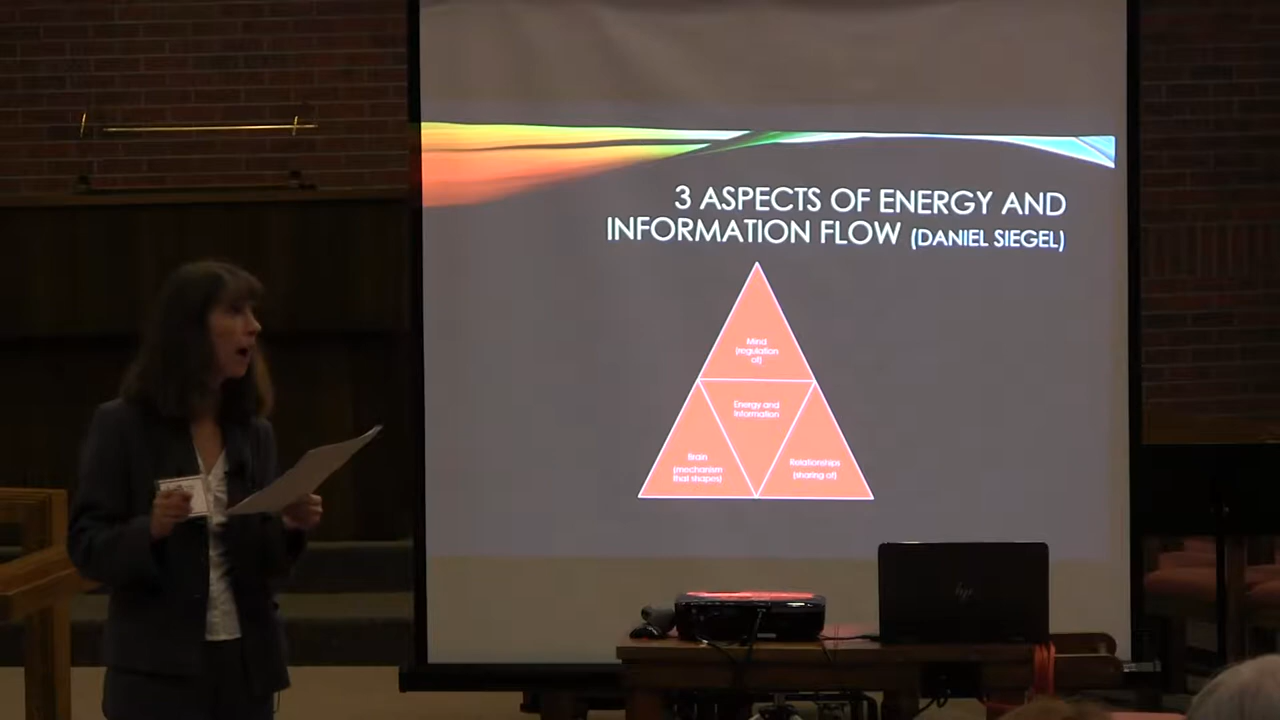 3 ASPECTS OF ENERGY AND
INFORMATION FLOW (DANIEL SIEGEL)
Mind
(regulation
of)
Energy and
Information
Brain
(mechanism
that shapes)
Relationships
(sharing of)
hp